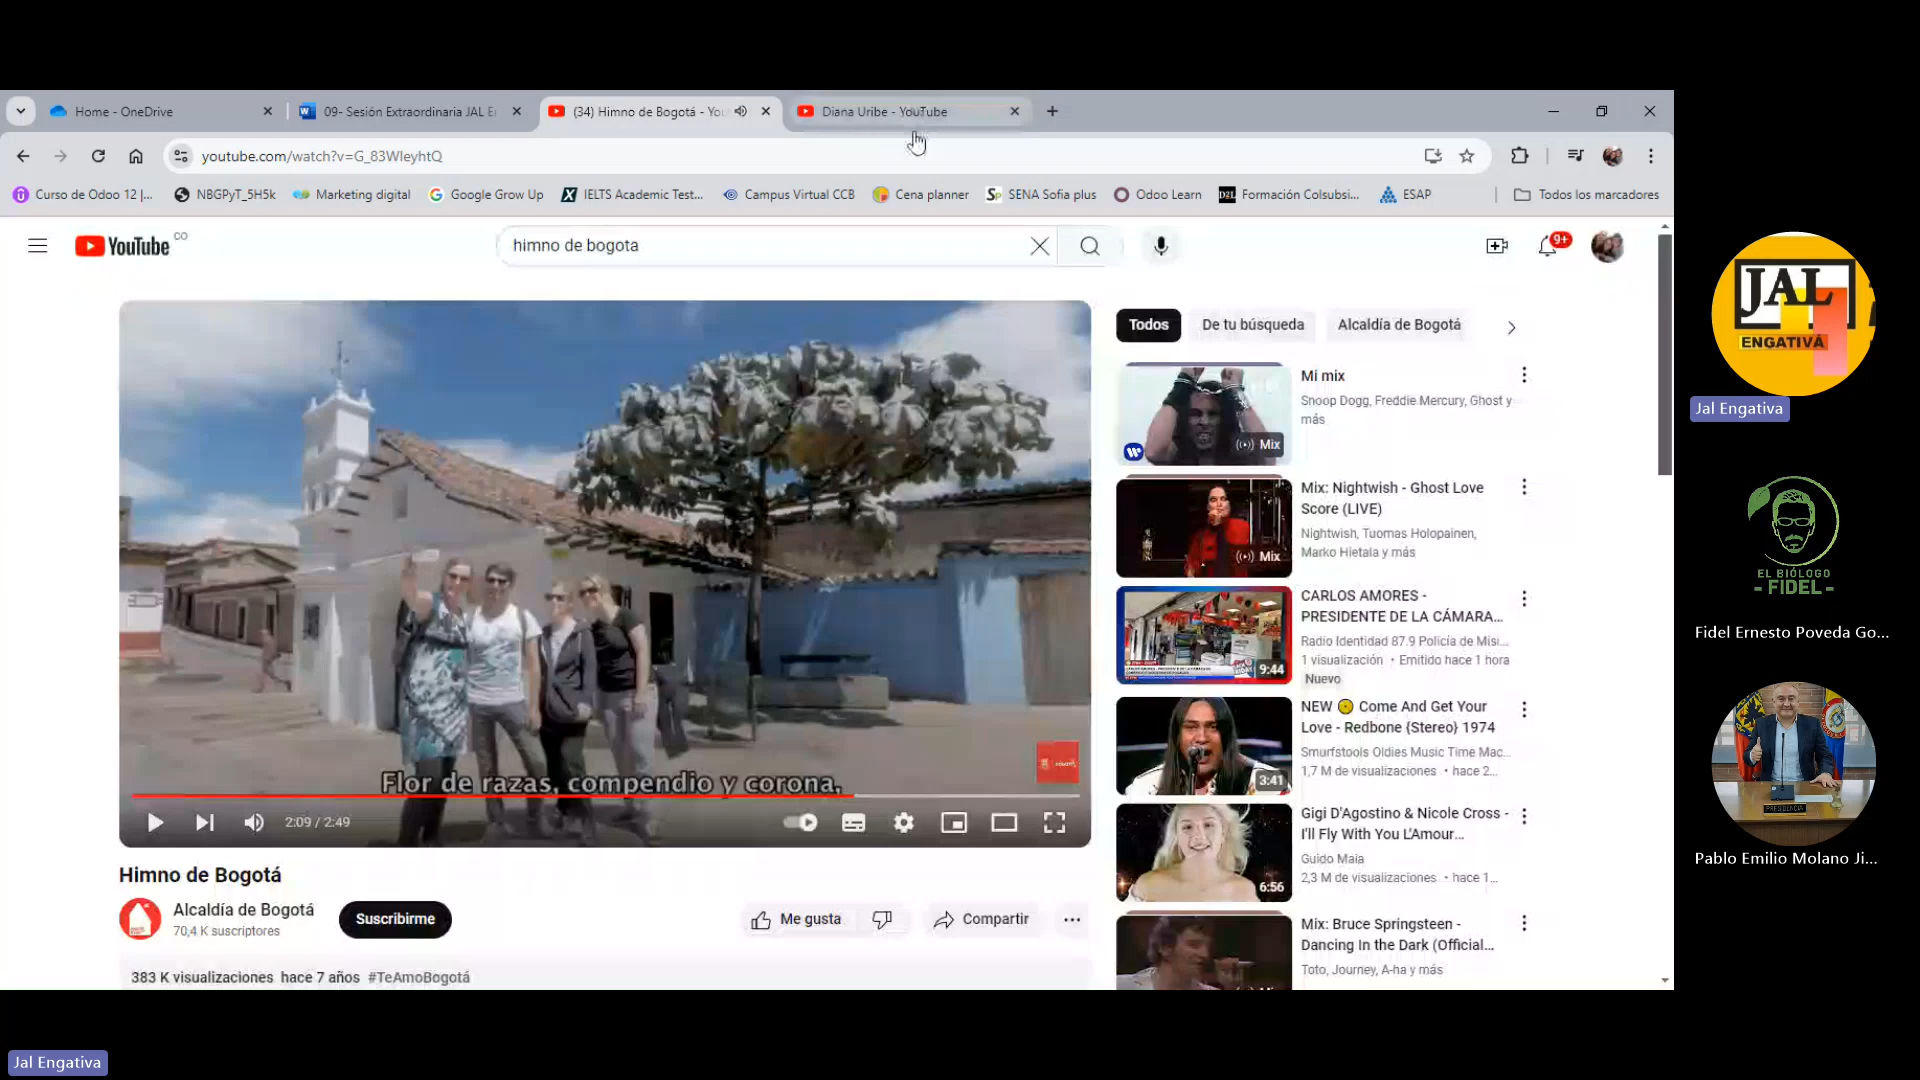 Home - OneDrive
09- Sesión Extraordinaria JAL E
(34) Himno de Bogotá - You
Diana Uribe - YouTube
youtube.com/watch?v=G_83WIeyhtQ
Curso de Odoo 12 |...
NBGPyT_5H5k
Marketing digital
Google Grow Up
IELTS Academic Test...
Campus Virtual CCB
Cena planner
SENA Sofia plus
Odoo Learn
Formación Colsubsi...
ESAP
Todos los marcadores
YouTube CO
himno de bogota
9+
Todos
De tu búsqueda
Alcaldía de Bogotá
Mi mix
Snoop Dogg, Freddie Mercury, Ghost y
más
Mix
Mix: Nightwish - Ghost Love
Score (LIVE)
Nightwish, Tuomas Holopainen,
Marko Hietala y más
Mix
CARLOS AMORES -
PRESIDENTE DE LA CÁMARA...
Radio Identidad 87.9 Policía de Misi...
1 visualización • Emitido hace 1 hora
Nuevo
9:44
NEW Come And Get Your
Love - Redbone {Stereo} 1974
Smurfstools Oldies Music Time Mac...
1,7 M de visualizaciones • hace 2...
3:41
Gigi D'Agostino & Nicole Cross -
I'll Fly With You L'Amour...
Guido Maia
2,3 M de visualizaciones • hace 1...
6:56
Mix: Bruce Springsteen -
Dancing In the Dark (Official...
Toto, Journey, A-ha y más
Flor de razas, compendio y corona,
2:09 / 2:49
Himno de Bogotá
Alcaldía de Bogotá
70,4 K suscriptores
Suscribirme
Me gusta
Compartir
383 K visualizaciones hace 7 años #TeAmoBogotá
JAL
ENGATIVÁ
Jal Engativa
EL BIÓLOGO
- FIDEL -
Fidel Ernesto Poveda Go...
PRESIDENCIA
Pablo Emilio Molano Ji...
Jal Engativa